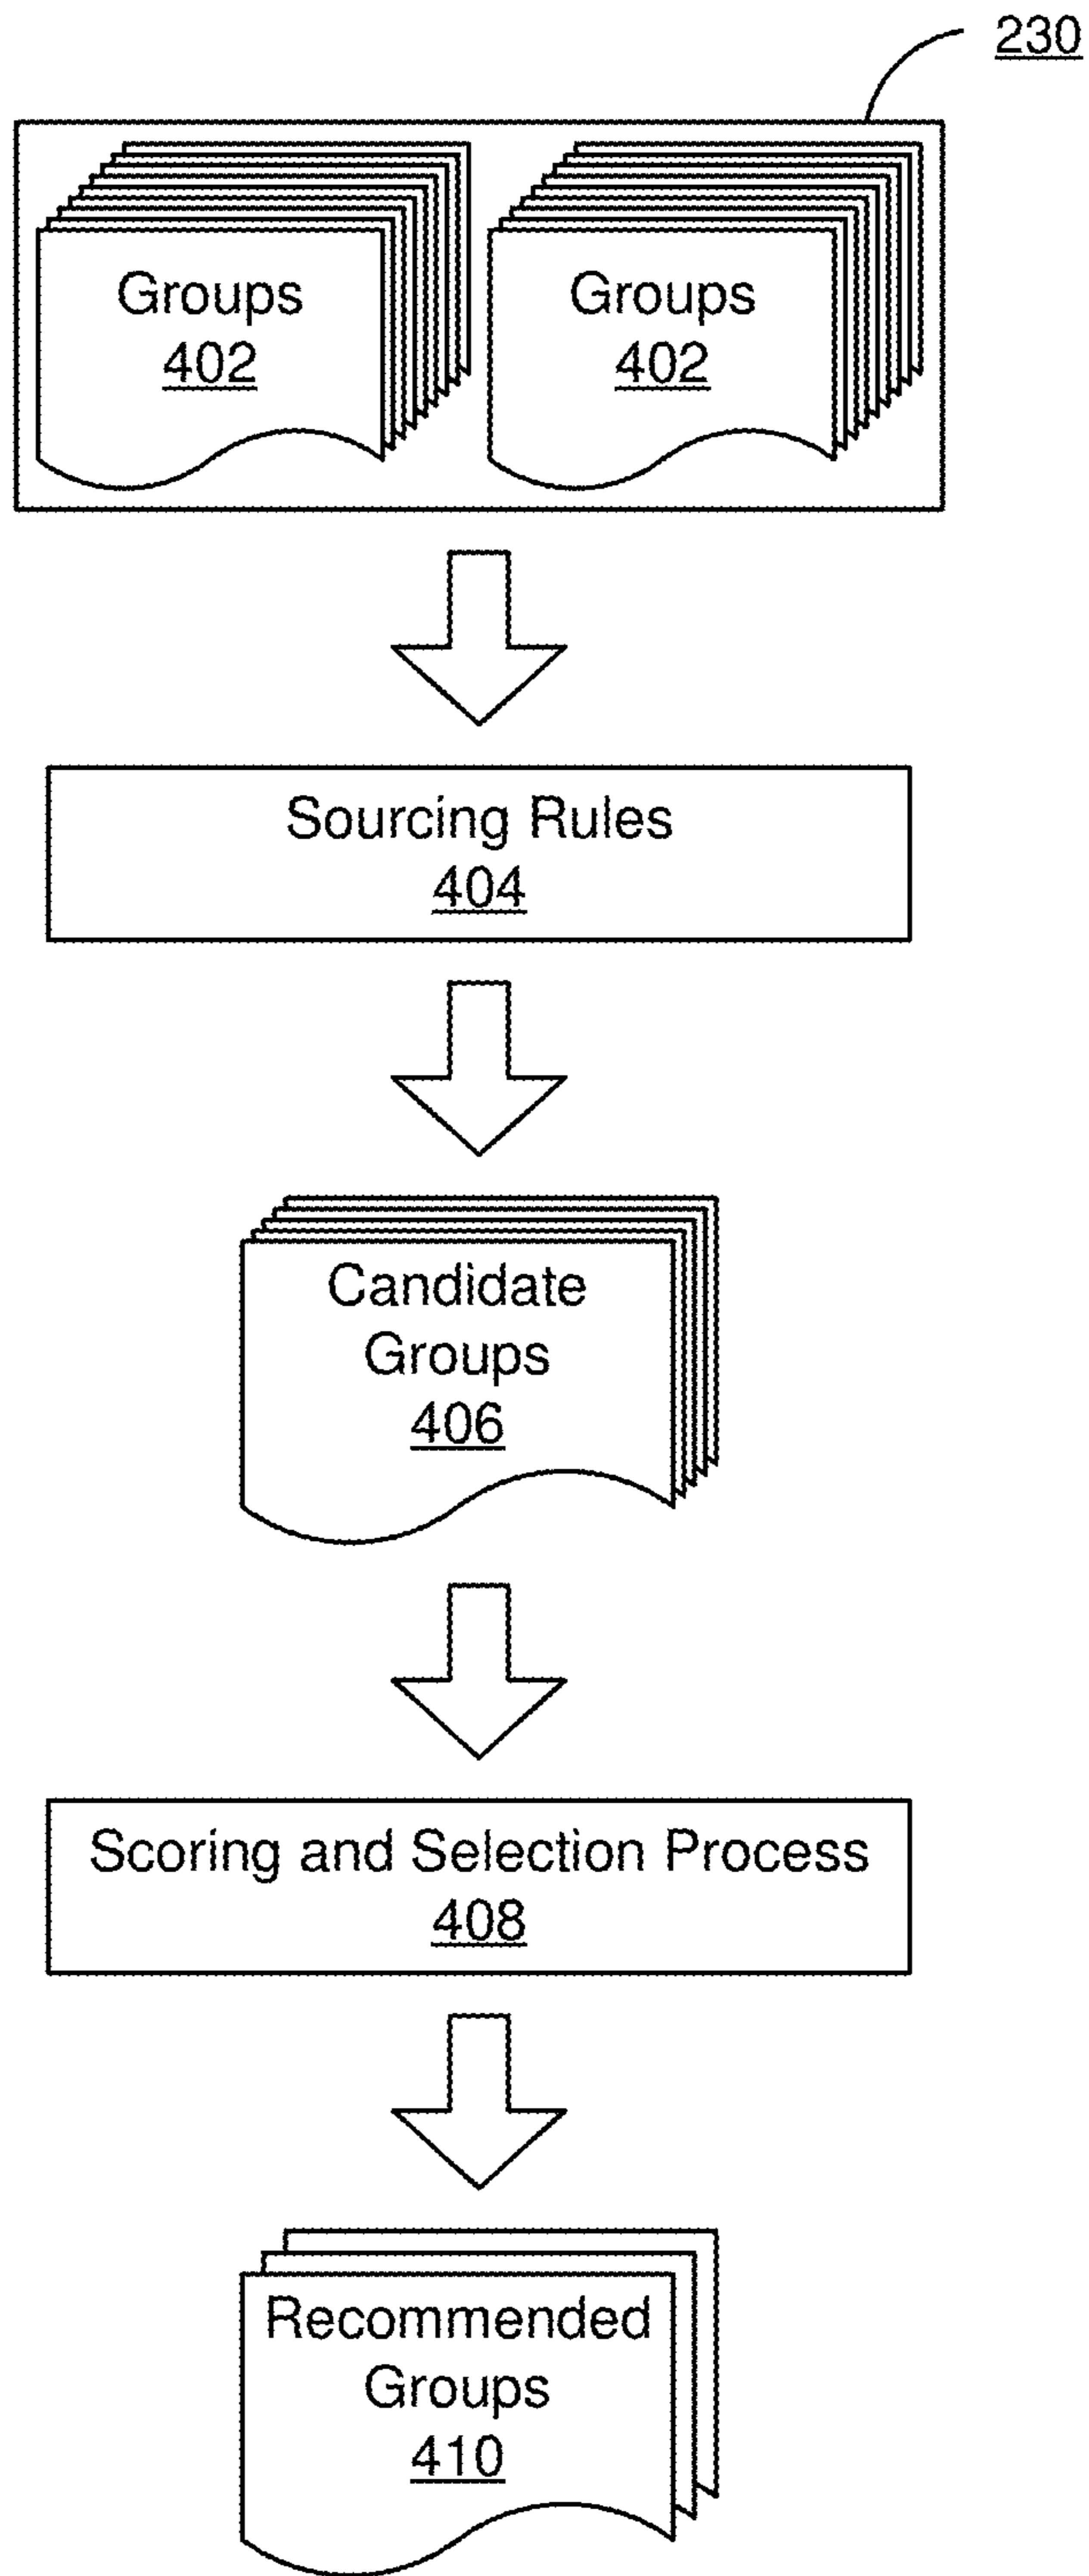 230
Groups
402
Groups
402
Sourcing Rules
404
Candidate
Groups
406
Scoring and Selection Process
408
Recommended
Groups
410